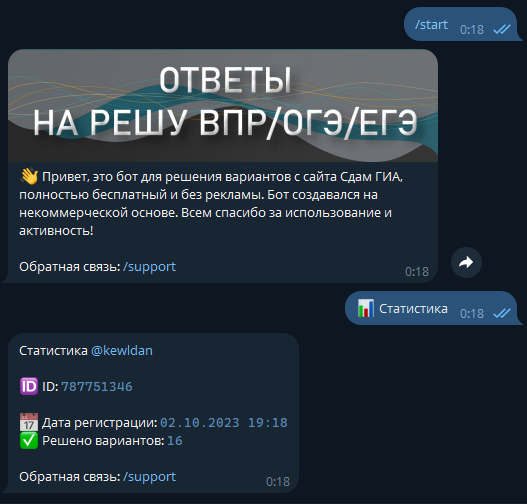 /start 0:18
ОТВЕТЫ
НА РЕШУ ВПР/ОГЭ/ЕГЭ
👋 Привет, это бот для решения вариантов с сайта Сдам ГИА,
полностью бесплатный и без рекламы. Бот создавался на
некоммерческой основе. Всем спасибо за использование и
активность!
Обратная связь: /support 0:18
📊 Статистика 0:18
Статистика @kewldan
🆔 ID: 787751346
📅 Дата регистрации: 02.10.2023 19:18
✅ Решено вариантов: 16
Обратная связь: /support 0:18